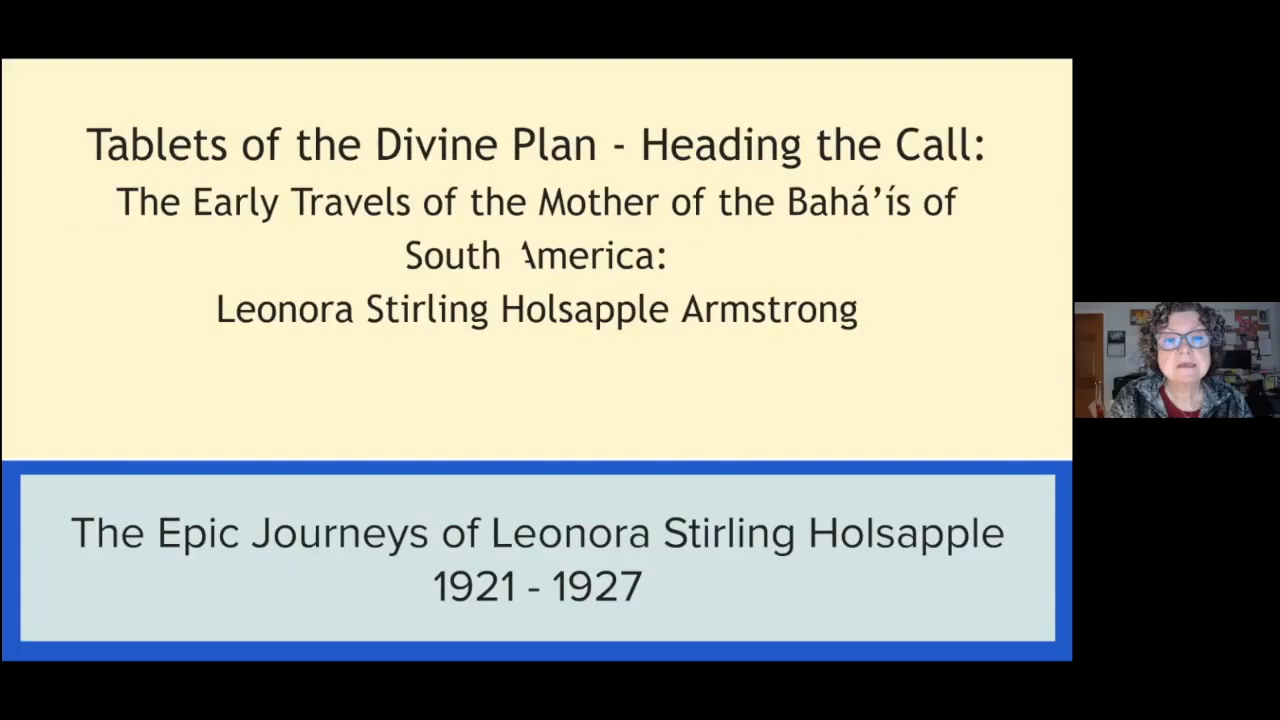 Tablets of the Divine Plan - Heading the Call:
The Early Travels of the Mother of the Bahá’ís of
South America:
Leonora Stirling Holsapple Armstrong
The Epic Journeys of Leonora Stirling Holsapple
1921 - 1927